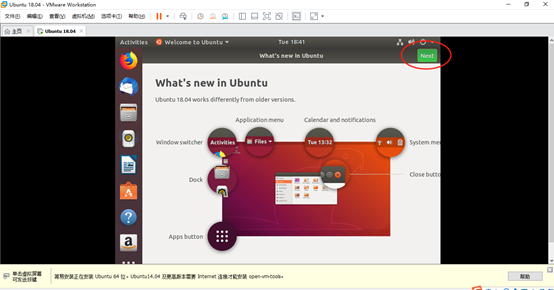 Ubuntu 18.04 - VMware Workstation
文件(F) 编辑(E) 查看(V) 虚拟机(M) 选项卡(T) 帮助(H)
主页 Ubuntu 18.04
Activities Welcome to Ubuntu Tue 18:41
What's new in Ubuntu Next
What's new in Ubuntu
Ubuntu 18.04 works differently from older versions.
Application menu Calendar and notifications
Window switcher Activities Files Tue 13:32 System me
Dock Close butto
Apps button
单击虚拟屏幕
可发送按键
简易安装正在安装 Ubuntu 64 位。Ubuntu14.04 及更高版本需要 Internet 连接才能安装 open-vm-tools。
帮助